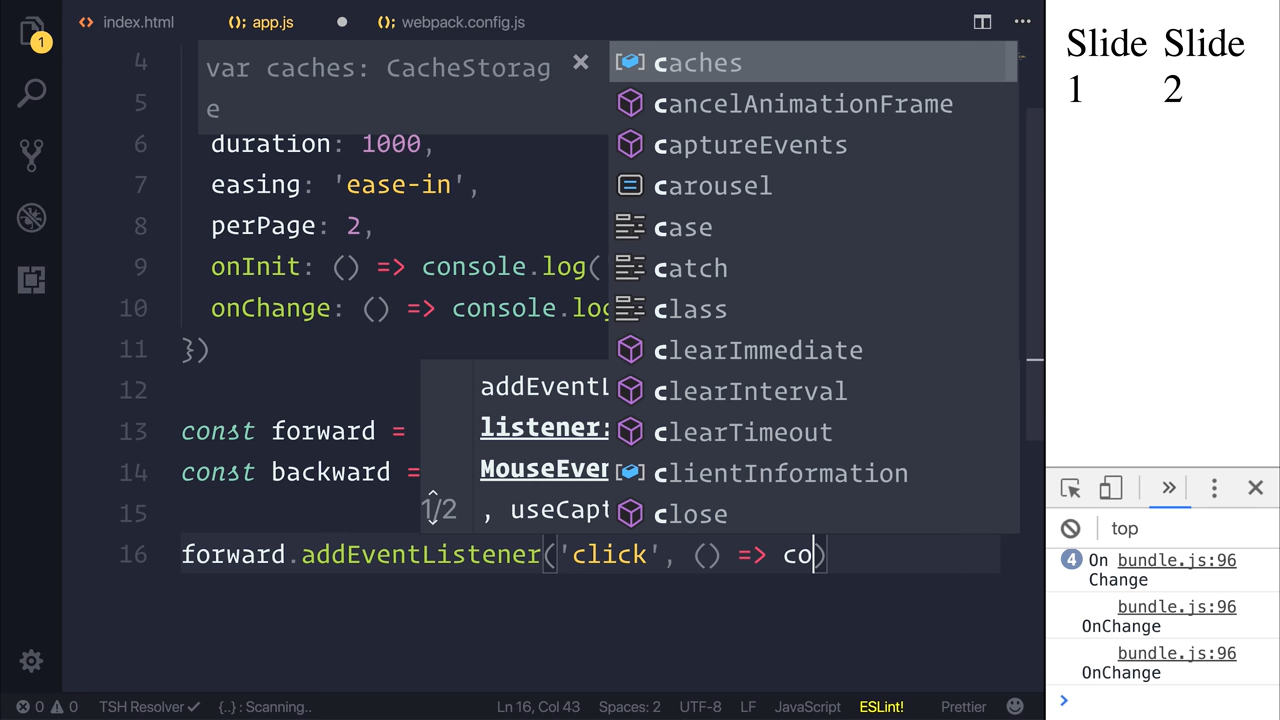 index.html
app.js
webpack.config.js
1
4
5
6 duration: 1000,
7 easing: 'ease-in',
8 perPage: 2,
9 onInit: () => console.log(
10 onChange: () => console.log
11 })
12
13 const forward =
14 const backward =
15
16 forward.addEventListener('click', () => co)
var caches: CacheStorag
e
caches
cancelAnimationFrame
captureEvents
carousel
case
catch
class
clearImmediate
clearInterval
clearTimeout
clientInformation
close
addEventL
listener:
MouseEven
1/2
, useCapt
Slide Slide
1 2
top
4 On bundle.js:96
Change
bundle.js:96
OnChange
bundle.js:96
OnChange
0 0 TSH Resolver {..} : Scanning.. Ln 16, Col 43 Spaces: 2 UTF-8 LF JavaScript ESLint! Prettier